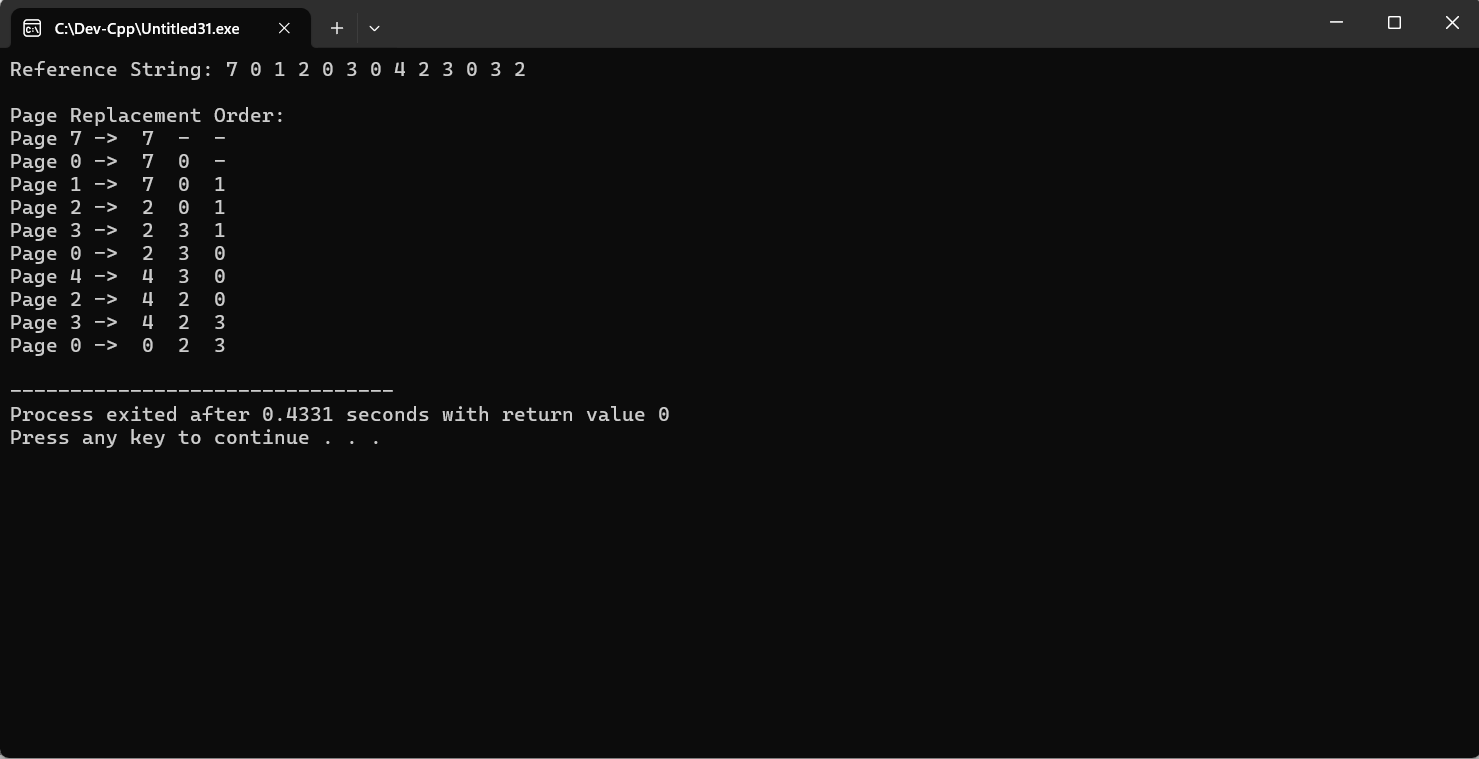 C:\Dev-Cpp\Untitled31.exe
Reference String: 7 0 1 2 0 3 0 4 2 3 0 3 2
Page Replacement Order:
Page 7 -> 7 - -
Page 0 -> 7 0 -
Page 1 -> 7 0 1
Page 2 -> 2 0 1
Page 3 -> 2 3 1
Page 0 -> 2 3 0
Page 4 -> 4 3 0
Page 2 -> 4 2 0
Page 3 -> 4 2 3
Page 0 -> 0 2 3
--------------------------------
Process exited after 0.4331 seconds with return value 0
Press any key to continue . . .